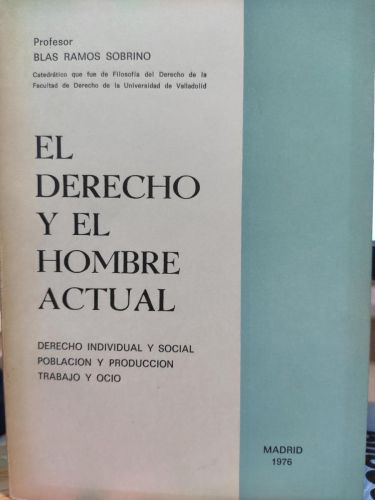 Profesor
BLAS RAMOS SOBRINO
Catedrático que fue de Filosofía del Derecho de la
Facultad de Derecho de la Universidad de Valladolid
EL
DERECHO
Y EL
HOMBRE
ACTUAL
DERECHO INDIVIDUAL Y SOCIAL
POBLACION Y PRODUCCION
TRABAJO Y OCIO
MADRID
1976